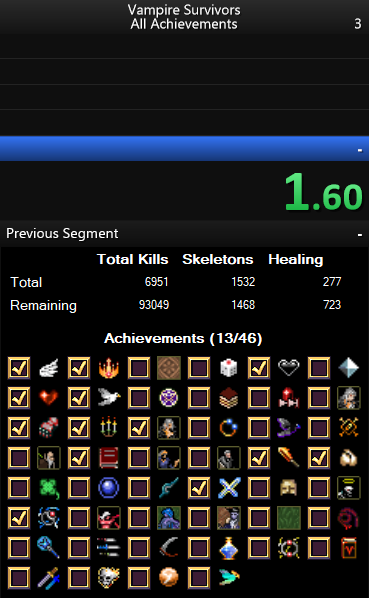 Vampire Survivors
All Achievements 3
-
1.60
Previous Segment -
Total Kills Skeletons Healing
Total 6951 1532 277
Remaining 93049 1468 723
Achievements (13/46)